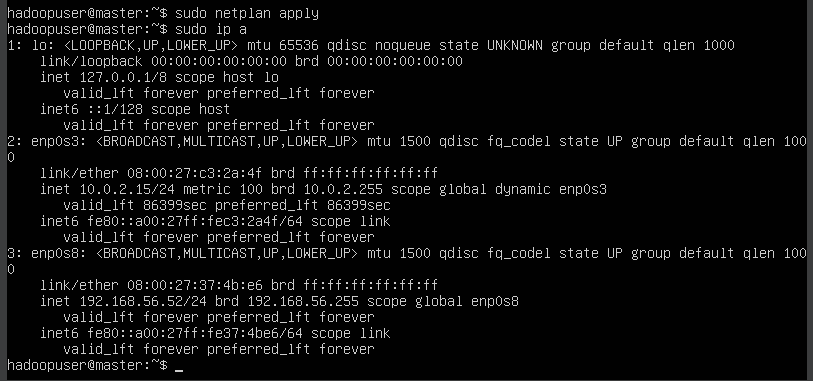 hadoopuser@master:~$ sudo netplan apply
hadoopuser@master:~$ sudo ip a
1: lo: <LOOPBACK,UP,LOWER_UP> mtu 65536 qdisc noqueue state UNKNOWN group default qlen 1000
    link/loopback 00:00:00:00:00:00 brd 00:00:00:00:00:00
    inet 127.0.0.1/8 scope host lo
       valid_lft forever preferred_lft forever
    inet6 ::1/128 scope host
       valid_lft forever preferred_lft forever
2: enp0s3: <BROADCAST,MULTICAST,UP,LOWER_UP> mtu 1500 qdisc fq_codel state UP group default qlen 100
0
    link/ether 08:00:27:c3:2a:4f brd ff:ff:ff:ff:ff:ff
    inet 10.0.2.15/24 metric 100 brd 10.0.2.255 scope global dynamic enp0s3
       valid_lft 86399sec preferred_lft 86399sec
    inet6 fe80::a00:27ff:fec3:2a4f/64 scope link
       valid_lft forever preferred_lft forever
3: enp0s8: <BROADCAST,MULTICAST,UP,LOWER_UP> mtu 1500 qdisc fq_codel state UP group default qlen 100
0
    link/ether 08:00:27:37:4b:e6 brd ff:ff:ff:ff:ff:ff
    inet 192.168.56.52/24 brd 192.168.56.255 scope global enp0s8
       valid_lft forever preferred_lft forever
    inet6 fe80::a00:27ff:fe37:4be6/64 scope link
       valid_lft forever preferred_lft forever
hadoopuser@master:~$ _